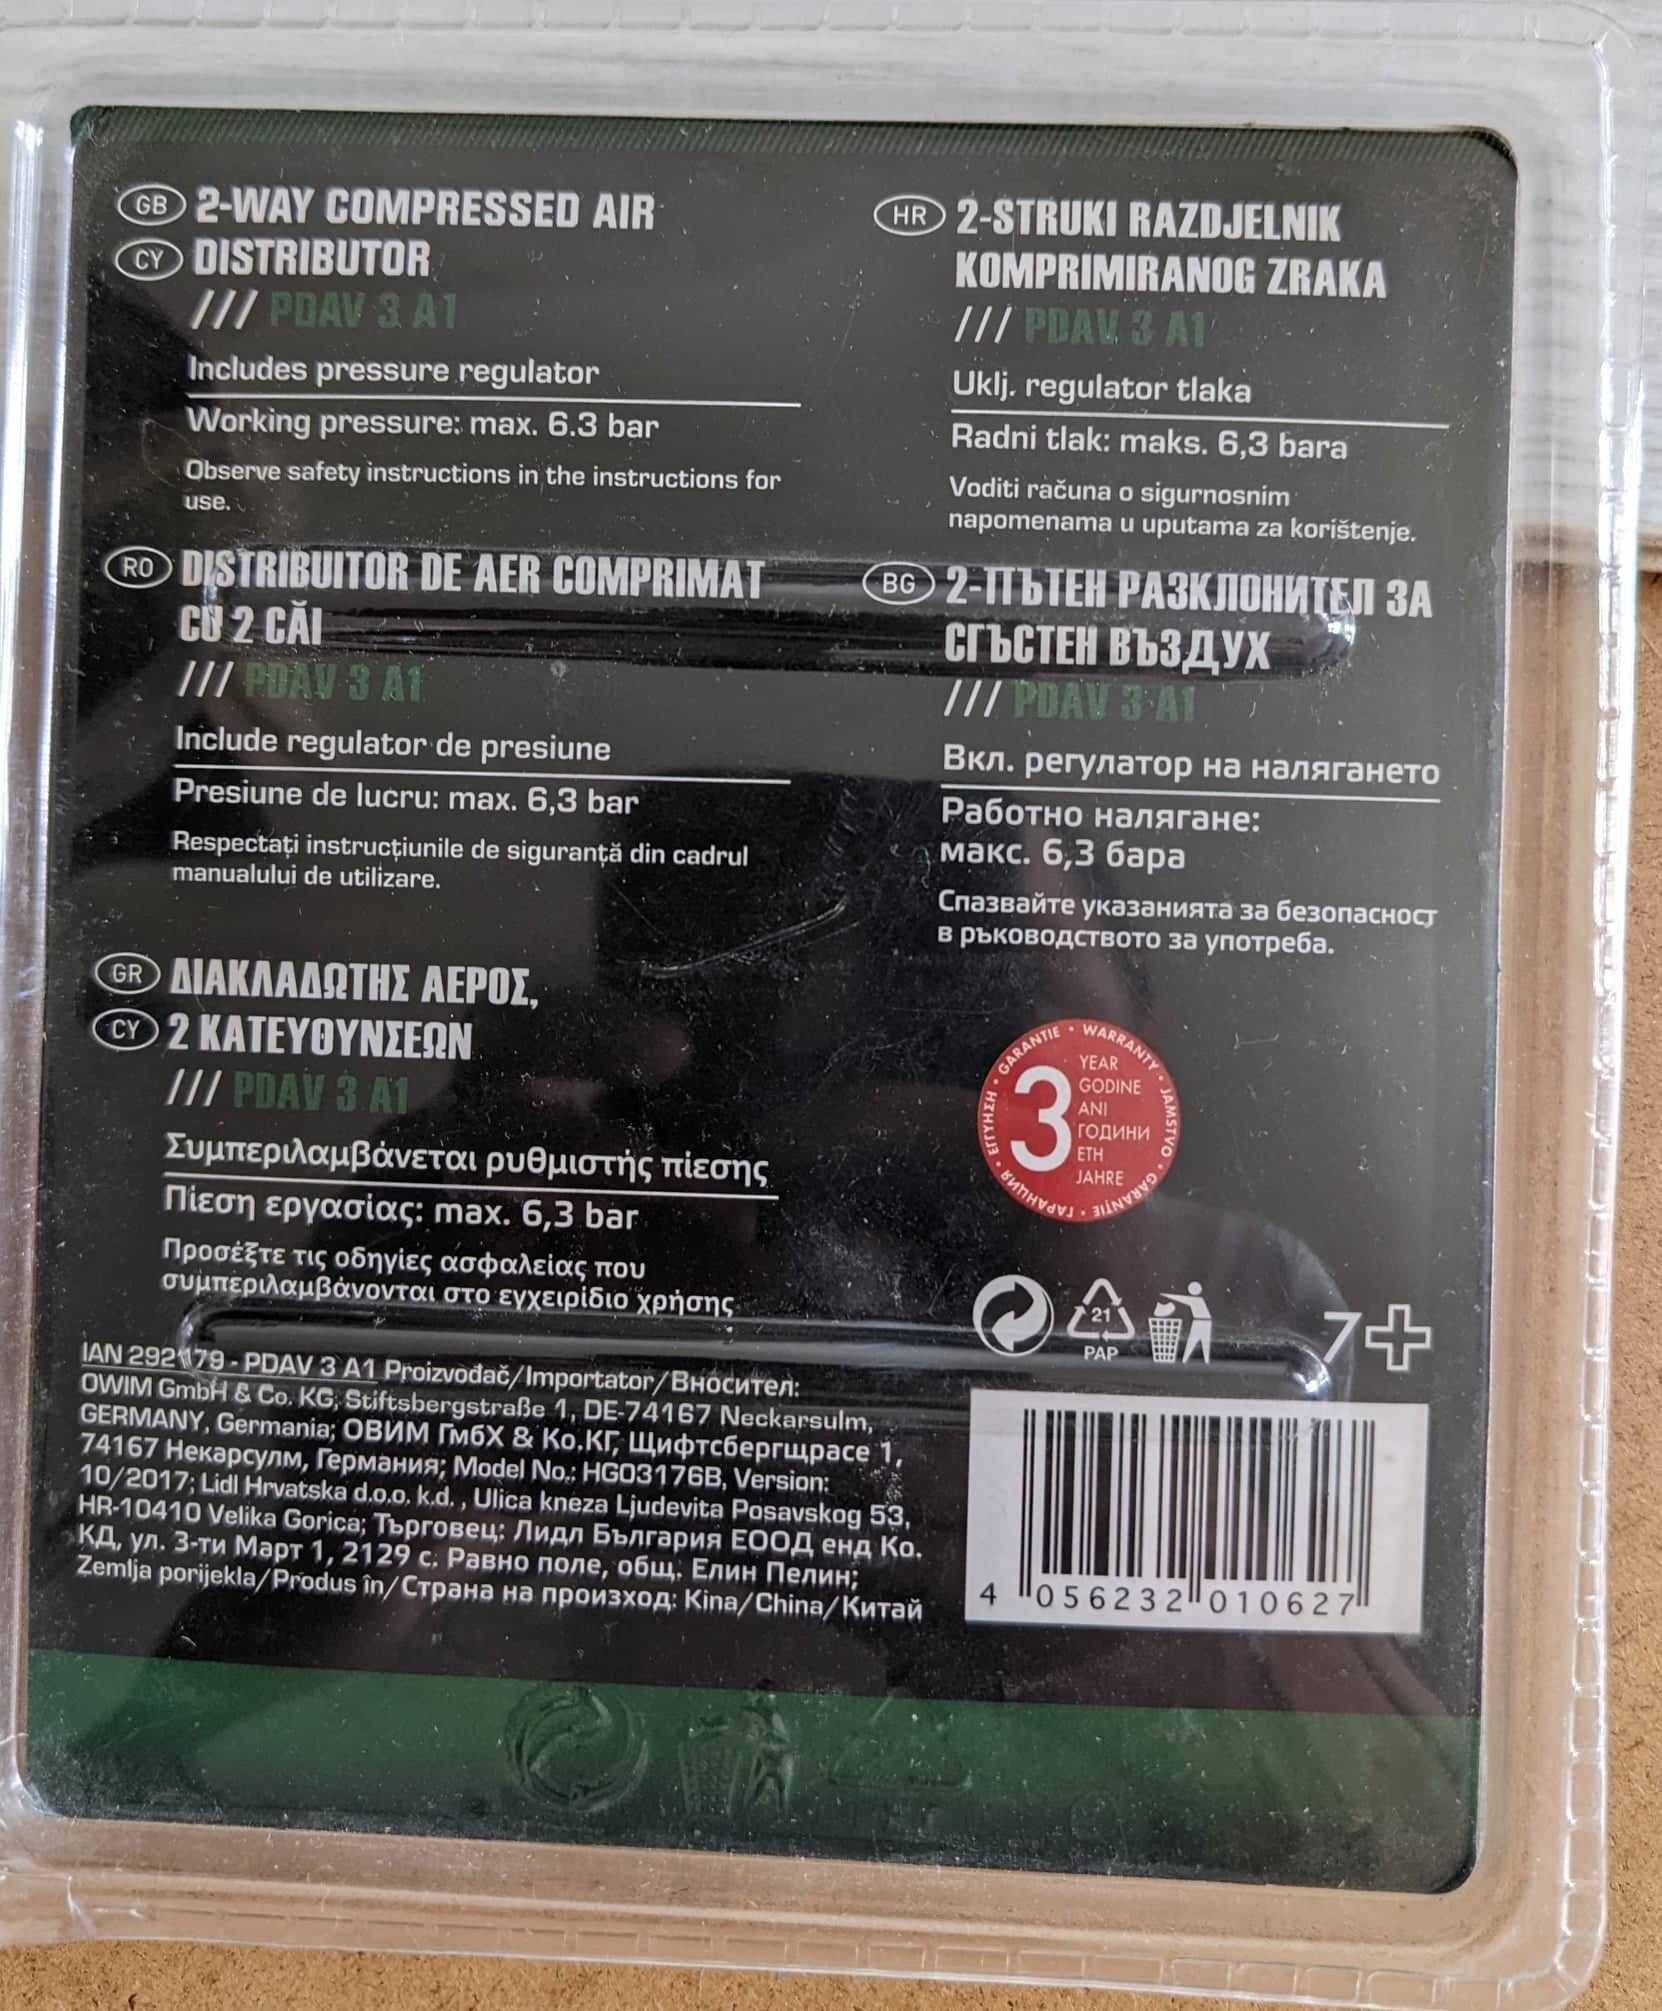 GB 2-WAY COMPRESSED AIR
CY DISTRIBUTOR
/// PDAV 3 A1
Includes pressure regulator
Working pressure: max. 6.3 bar
Observe safety instructions in the instructions for
use.
RO DISTRIBUITOR DE AER COMPRIMAT
CU 2 CĂI
/// PDAV 3 A1
Include regulator de presiune
Presiune de lucru: max. 6,3 bar
Respectați instrucțiunile de siguranță din cadrul
manualului de utilizare.
GR ΔΙΑΚΛΑΔΩΤΗΣ ΑΕΡΟΣ,
CY 2 ΚΑΤΕΥΘΥΝΣΕΩΝ
/// PDAV 3 A1
Συμπεριλαμβάνεται ρυθμιστής πίεσης
Πίεση εργασίας: max. 6,3 bar
Προσέξτε τις οδηγίες ασφαλείας που
συμπεριλαμβάνονται στο εγχειρίδιο χρήσης
HR 2-STRUKI RAZDJELNIK
KOMPRIMIRANOG ZRAKA
/// PDAV 3 A1
Uklj. regulator tlaka
Radni tlak: maks. 6,3 bara
Voditi računa o sigurnosnim
napomenama u uputama za korištenje.
BG 2-ПЪТЕН РАЗКЛОНИТЕЛ ЗА
СГЪСТЕН ВЪЗДУХ
/// PDAV 3 A1
Вкл. регулатор на налягането
Работно налягане:
макс. 6,3 бара
Спазвайте указанията за безопасност
в ръководството за употреба.
GARANTIE • WARRANTY • JAMSTVO • GARANȚIE • ГАРАНЦИЯ • ΕΓΓΥΗΣΗ •
3
YEAR
GODINE
ANI
ГОДИНИ
ΕΤΗ
JAHRE
21
PAP
7+
IAN 292179 - PDAV 3 A1 Proizvođač/Importator/Вносител:
OWIM GmbH & Co. KG, Stiftsbergstraße 1, DE-74167 Neckarsulm,
GERMANY, Germania; ОВИМ ГмбХ & Ко.КГ, Щифтсбергщрасе 1,
74167 Некарсулм, Германия; Model No.: HG03176B, Version:
10/2017; Lidl Hrvatska d.o.o. k.d. , Ulica kneza Ljudevita Posavskog 53,
HR-10410 Velika Gorica; Търговец: Лидл България ЕООД енд Ко.
КД, ул. 3-ти Март 1, 2129 с. Равно поле, общ. Елин Пелин;
Zemlja porijekla/Produs în/Страна на произход: Kina/China/Китай
4 056232 010627